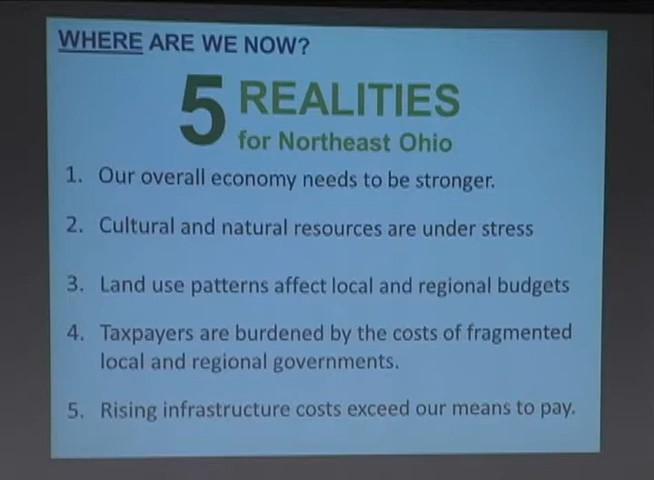 WHERE ARE WE NOW?
5 REALITIES
for Northeast Ohio
1. Our overall economy needs to be stronger.
2. Cultural and natural resources are under stress
3. Land use patterns affect local and regional budgets
4. Taxpayers are burdened by the costs of fragmented
local and regional governments.
5. Rising infrastructure costs exceed our means to pay.